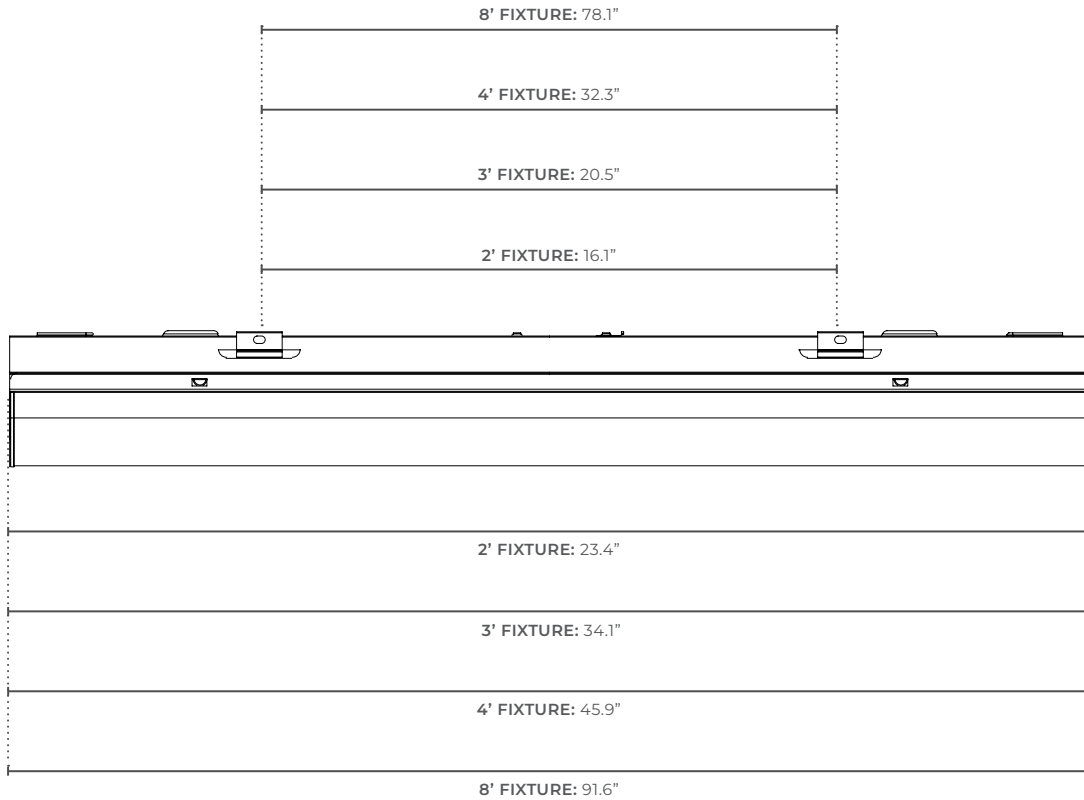 8’ FIXTURE: 78.1”
4’ FIXTURE: 32.3”
3’ FIXTURE: 20.5”
2’ FIXTURE: 16.1”
2’ FIXTURE: 23.4”
3’ FIXTURE: 34.1”
4’ FIXTURE: 45.9”
8’ FIXTURE: 91.6”